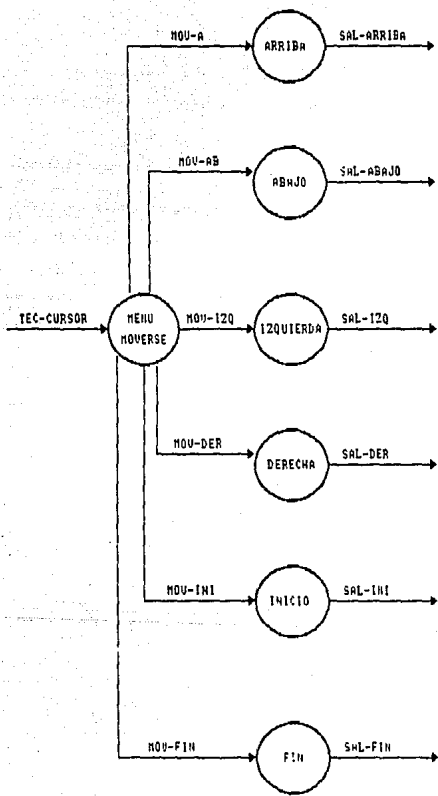 MOV-A
ARRIBA
SAL-ARRIBA
MOV-AB
ABAJO
SAL-ABAJO
TEC-CURSOR
MENU
MOVERSE
MOV-IZQ
IZQUIERDA
SAL-IZQ
MOV-DER
DERECHA
SAL-DER
MOV-INI
INICIO
SAL-INI
MOV-FIN
FIN
SAL-FIN